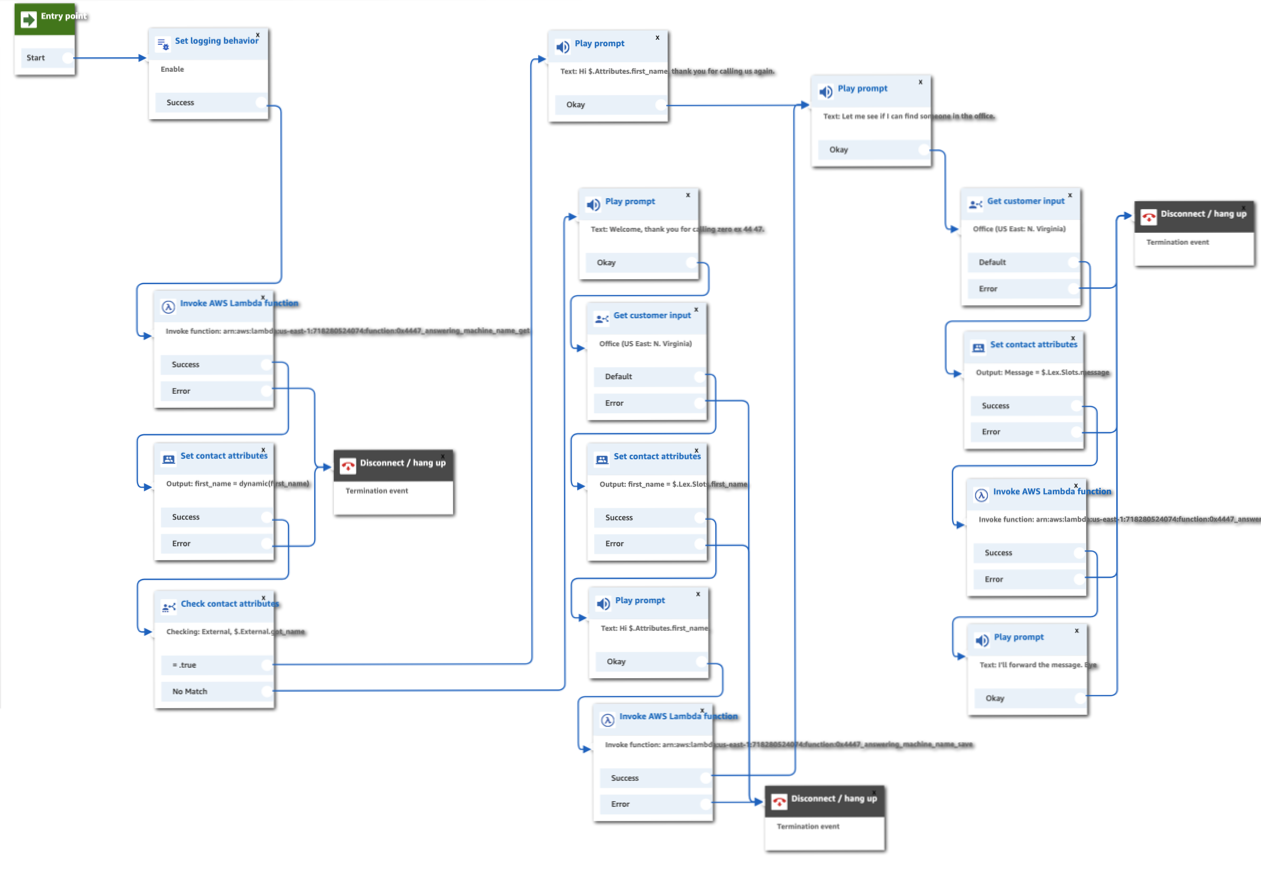 Entry point
Start
Set logging behavior
x
Enable
Success
Invoke AWS Lambda function
x
Invoke function: arn:aws:lambda:us-east-1:718280524074:function:0x4447_answering_machine_name_get
Success
Error
Set contact attributes
x
Output: first_name = dynamic(first_name)
Success
Error
Check contact attributes
x
Checking: External, $.External.got_name
= .true
No Match
Disconnect / hang up
x
Termination event
Play prompt
x
Text: Hi $.Attributes.first_name, thank you for calling us again.
Okay
Play prompt
x
Text: Welcome, thank you for calling zero ex 44 47.
Okay
Get customer input
x
Office (US East: N. Virginia)
Default
Error
Set contact attributes
x
Output: first_name = $.Lex.Slots.first_name
Success
Error
Play prompt
x
Text: Hi $.Attributes.first_name.
Okay
Invoke AWS Lambda function
x
Invoke function: arn:aws:lambda:us-east-1:718280524074:function:0x4447_answering_machine_name_save
Success
Error
Disconnect / hang up
x
Termination event
Play prompt
x
Text: Let me see if I can find someone in the office.
Okay
Get customer input
x
Office (US East: N. Virginia)
Default
Error
Disconnect / hang up
x
Termination event
Set contact attributes
x
Output: Message = $.Lex.Slots.message
Success
Error
Invoke AWS Lambda function
x
Invoke function: arn:aws:lambda:us-east-1:718280524074:function:0x4447_answer
Success
Error
Play prompt
x
Text: I'll forward the message. Bye.
Okay